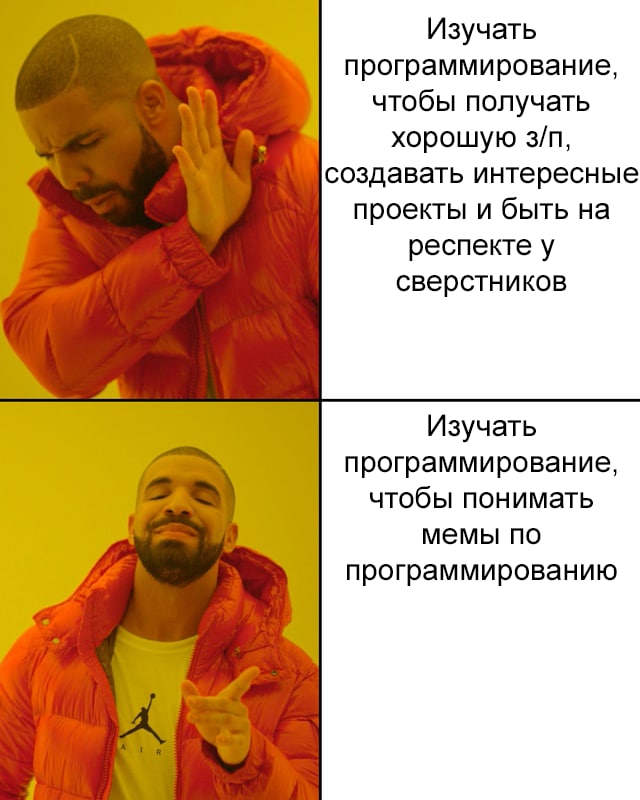 Изучать
программирование,
чтобы получать
хорошую з/п,
создавать интересные
проекты и быть на
респекте у
сверстников
Изучать
программирование,
чтобы понимать
мемы по
программированию
AIR